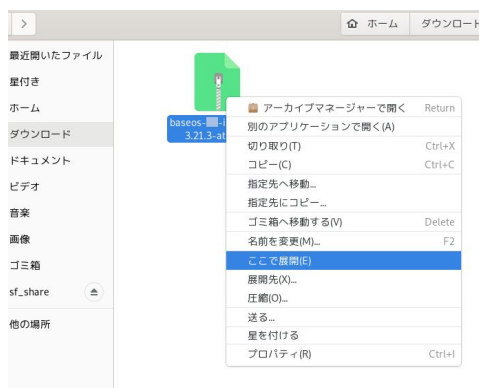 ホーム
ダウンロード
最近開いたファイル
星付き
ホーム
ダウンロード
ドキュメント
ビデオ
音楽
画像
ゴミ箱
sf_share
他の場所
baseos-
3.21.3-at
アーカイブマネージャーで開く Return
別のアプリケーションで開く(A)
切り取り(T) Ctrl+X
コピー(C) Ctrl+C
指定先へ移動...
指定先にコピー...
ゴミ箱へ移動する(V) Delete
名前を変更(M)... F2
ここで展開(E)
展開先(X)...
圧縮(O)...
送る...
星を付ける
プロパティ(R) Ctrl+I